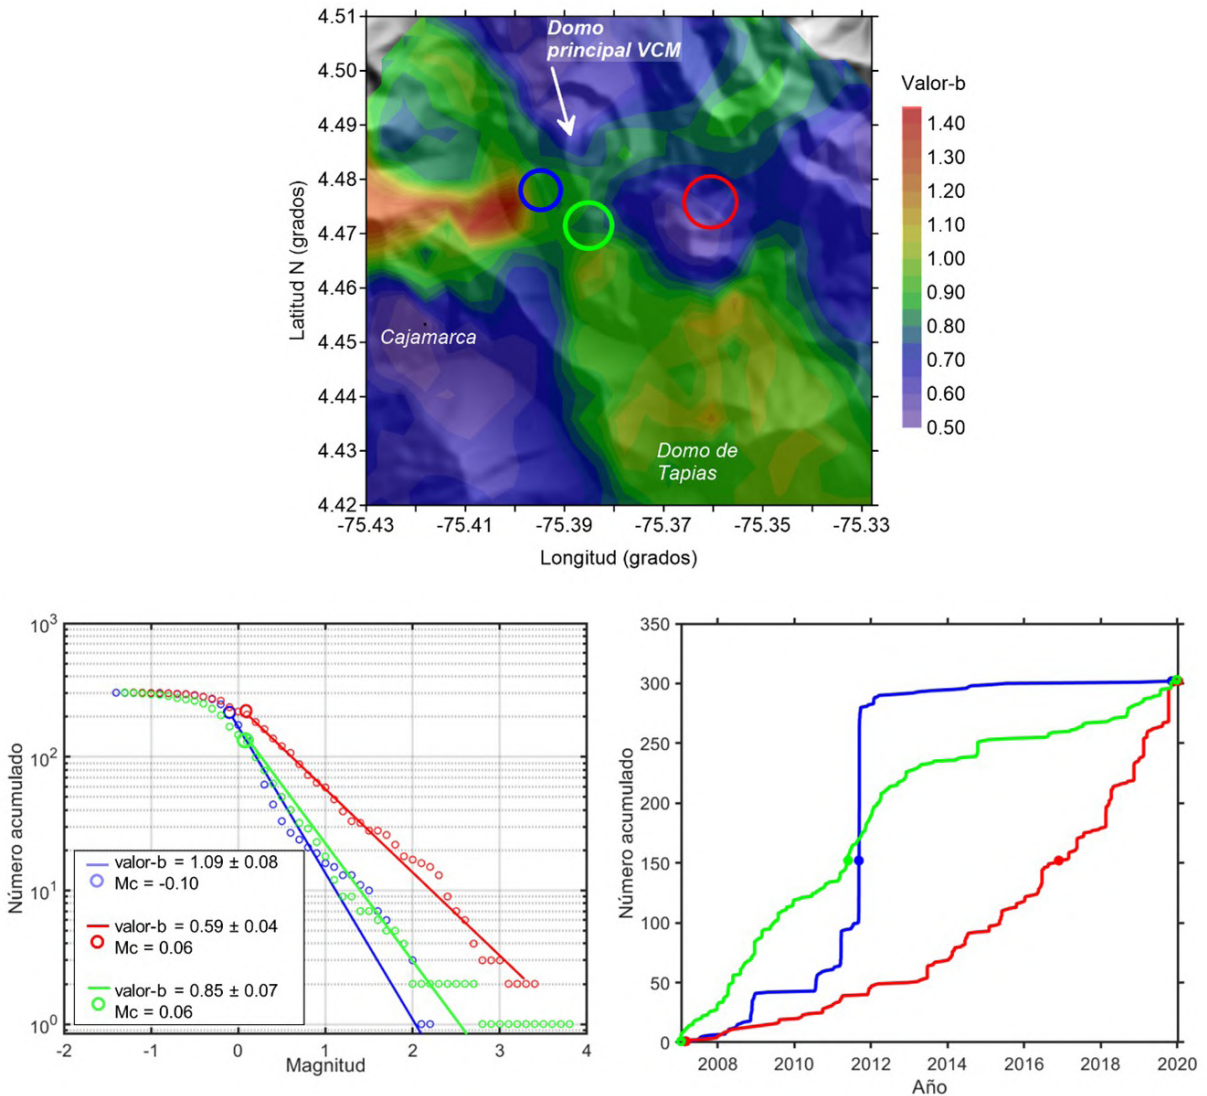 4.51
4.50
4.49
4.48
4.47
4.46
4.45
4.44
4.43
4.42
Latitud N (grados)
Domo
principal VCM
Cajamarca
Domo de
Tapias
-75.43
-75.41
-75.39
-75.37
-75.35
-75.33
Longitud (grados)
Valor-b
1.40
1.30
1.20
1.10
1.00
0.90
0.80
0.70
0.60
0.50
10³
10²
10¹
10⁰
Número acumulado
valor-b = 1.09 ± 0.08
Mc = -0.10
valor-b = 0.59 ± 0.04
Mc = 0.06
valor-b = 0.85 ± 0.07
Mc = 0.06
-2
-1
0
1
2
3
4
Magnitud
350
300
250
200
150
100
50
0
Número acumulado
2008
2010
2012
2014
2016
2018
2020
Año